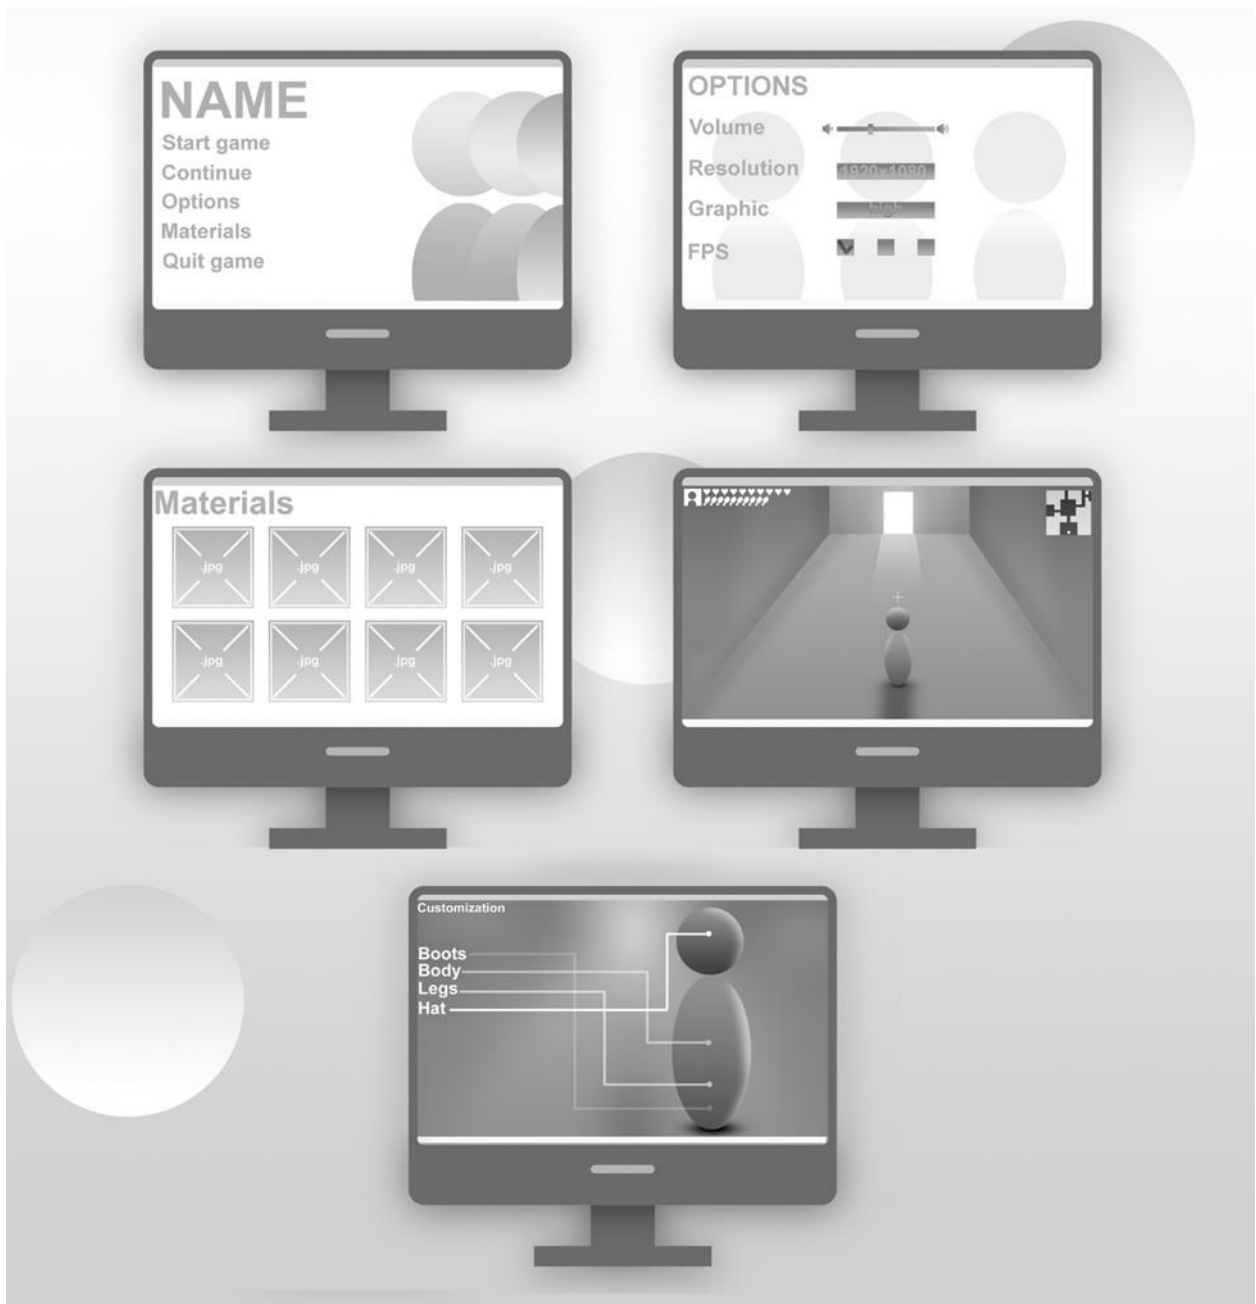 NAME
Start game
Continue
Options
Materials
Quit game
OPTIONS
Volume
Resolution 1920x1080
Graphic high
FPS
Materials
.jpg .jpg .jpg .jpg
.jpg .jpg .jpg .jpg
Customization
Boots
Body
Legs
Hat